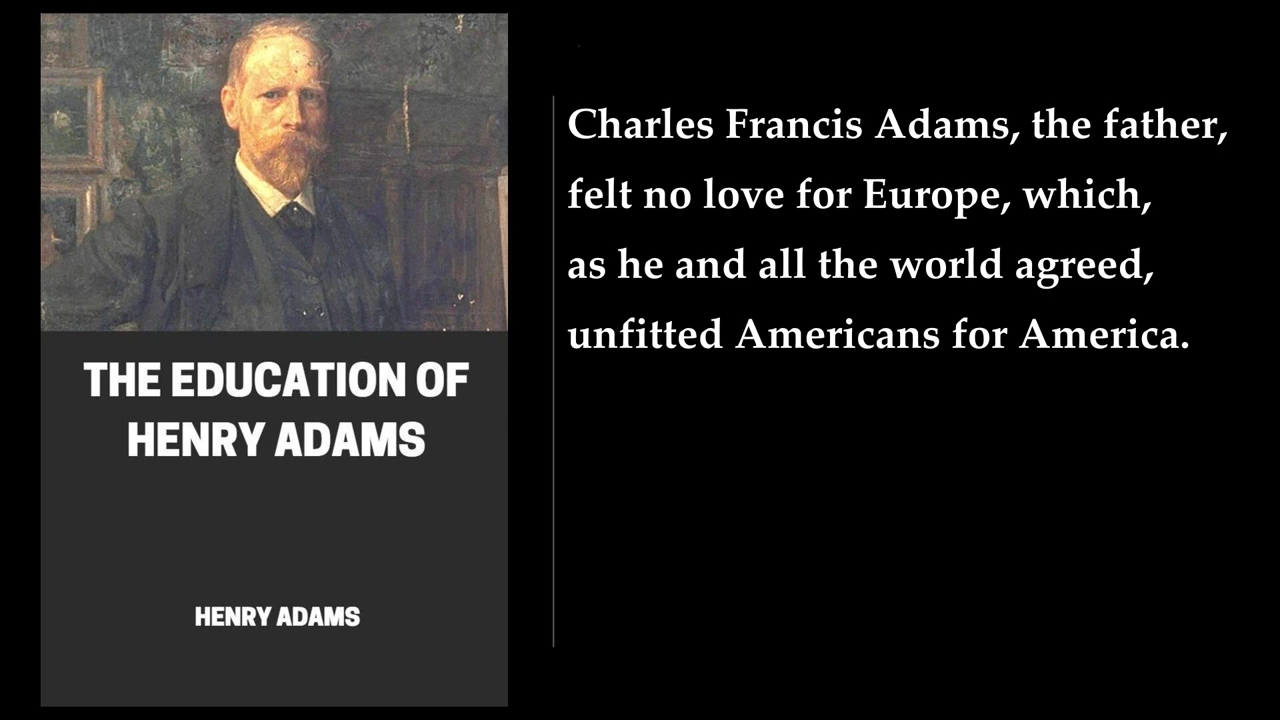 THE EDUCATION OF
HENRY ADAMS
HENRY ADAMS
Charles Francis Adams, the father,
felt no love for Europe, which,
as he and all the world agreed,
unfitted Americans for America.